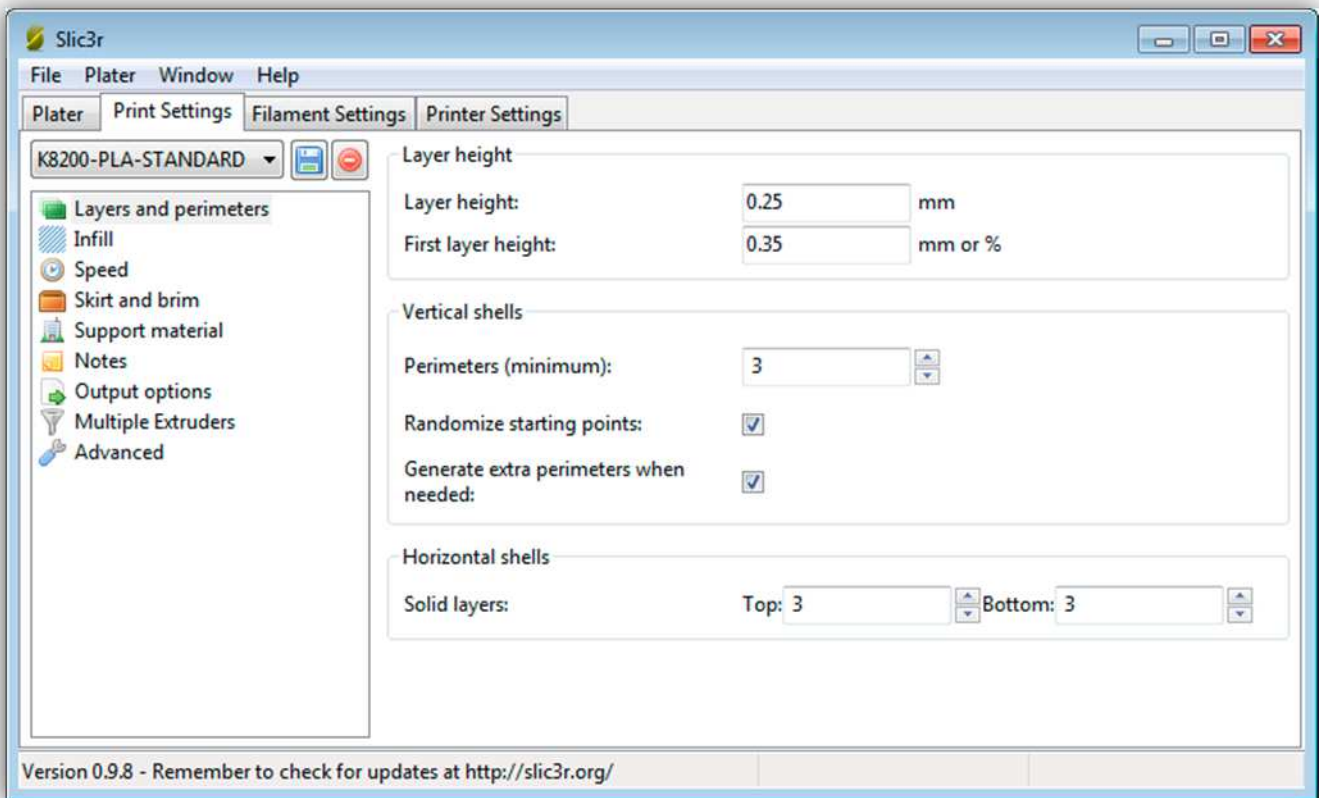 Slic3r
File Plater Window Help
Plater Print Settings Filament Settings Printer Settings
K8200-PLA-STANDARD
Layers and perimeters
Infill
Speed
Skirt and brim
Support material
Notes
Output options
Multiple Extruders
Advanced
Layer height
Layer height: 0.25 mm
First layer height: 0.35 mm or %
Vertical shells
Perimeters (minimum): 3
Randomize starting points:
Generate extra perimeters when
needed:
Horizontal shells
Solid layers: Top: 3 Bottom: 3
Version 0.9.8 - Remember to check for updates at http://slic3r.org/